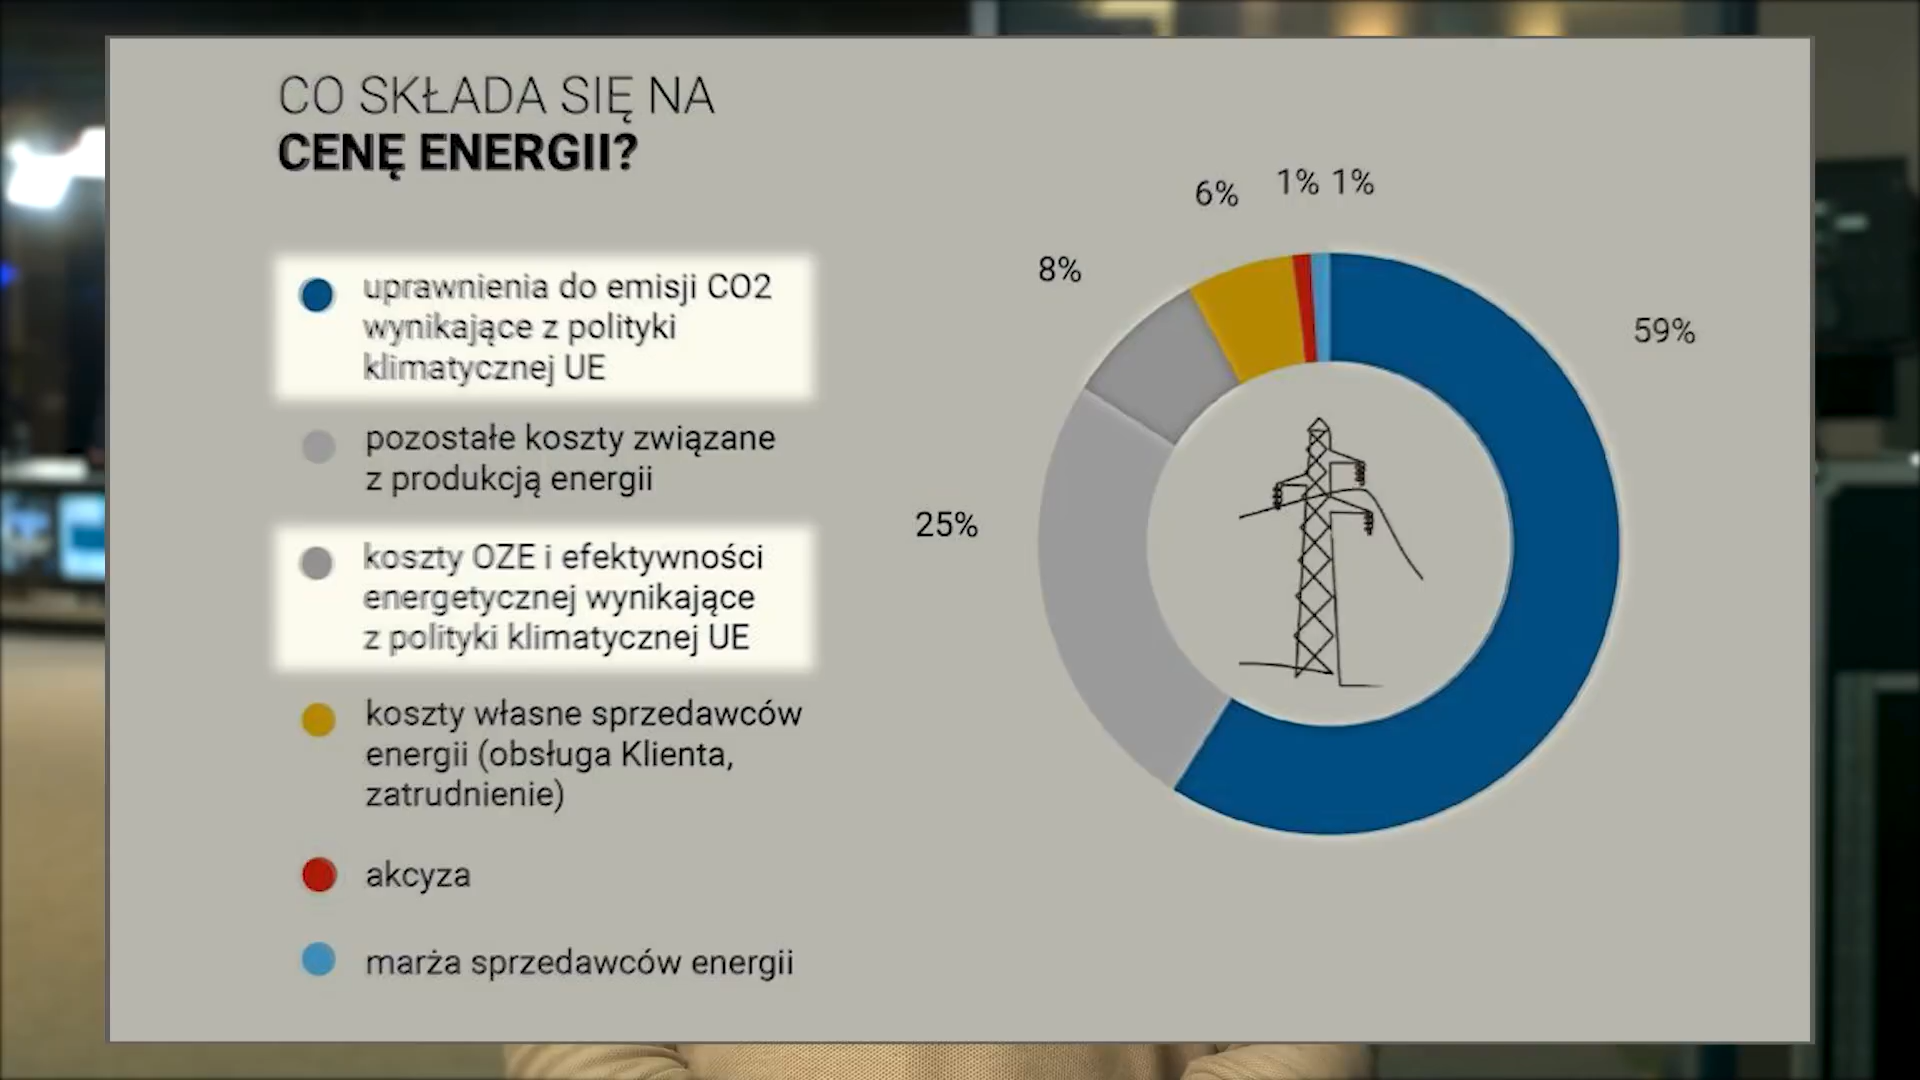 CO SKŁADA SIĘ NA
CENĘ ENERGII?
uprawnienia do emisji CO2
wynikające z polityki
klimatycznej UE
pozostałe koszty związane
z produkcją energii
koszty OZE i efektywności
energetycznej wynikające
z polityki klimatycznej UE
koszty własne sprzedawców
energii (obsługa Klienta,
zatrudnienie)
akcyza
marża sprzedawców energii
1% 1%
6%
8%
59%
25%